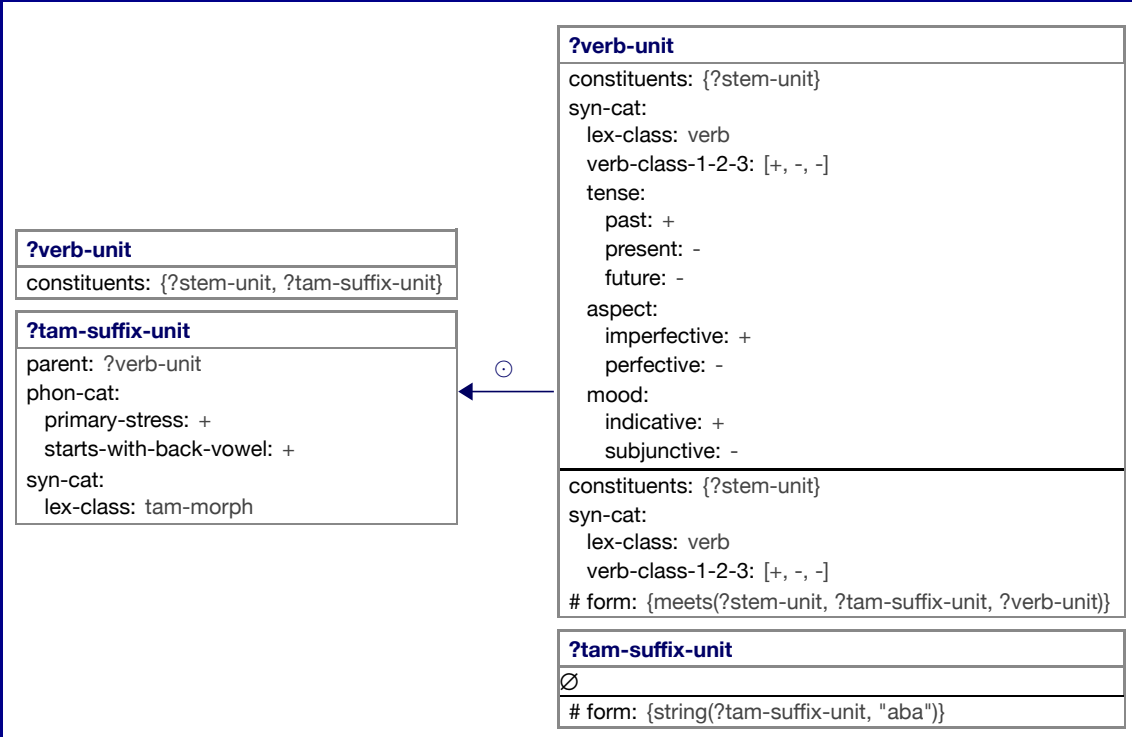 ?verb-unit
constituents: {?stem-unit, ?tam-suffix-unit}
?tam-suffix-unit
parent: ?verb-unit
phon-cat:
primary-stress: +
starts-with-back-vowel: +
syn-cat:
lex-class: tam-morph
⊙
?verb-unit
constituents: {?stem-unit}
syn-cat:
lex-class: verb
verb-class-1-2-3: [+, -, -]
tense:
past: +
present: -
future: -
aspect:
imperfective: +
perfective: -
mood:
indicative: +
subjunctive: -
constituents: {?stem-unit}
syn-cat:
lex-class: verb
verb-class-1-2-3: [+, -, -]
# form: {meets(?stem-unit, ?tam-suffix-unit, ?verb-unit)}
?tam-suffix-unit
∅
# form: {string(?tam-suffix-unit, "aba")}